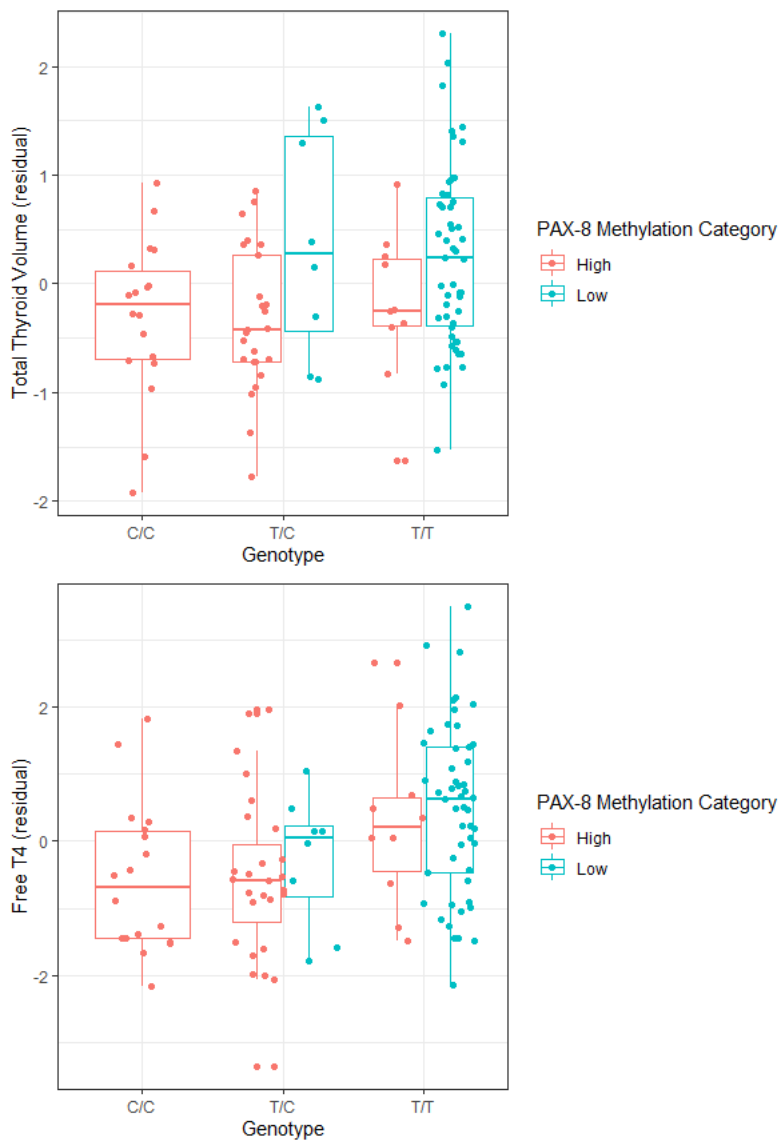 Total Thyroid Volume (residual)
2
1
0
-1
-2
C/C
T/C
T/T
Genotype
PAX-8 Methylation Category
High
Low
Free T4 (residual)
2
0
-2
C/C
T/C
T/T
Genotype
PAX-8 Methylation Category
High
Low